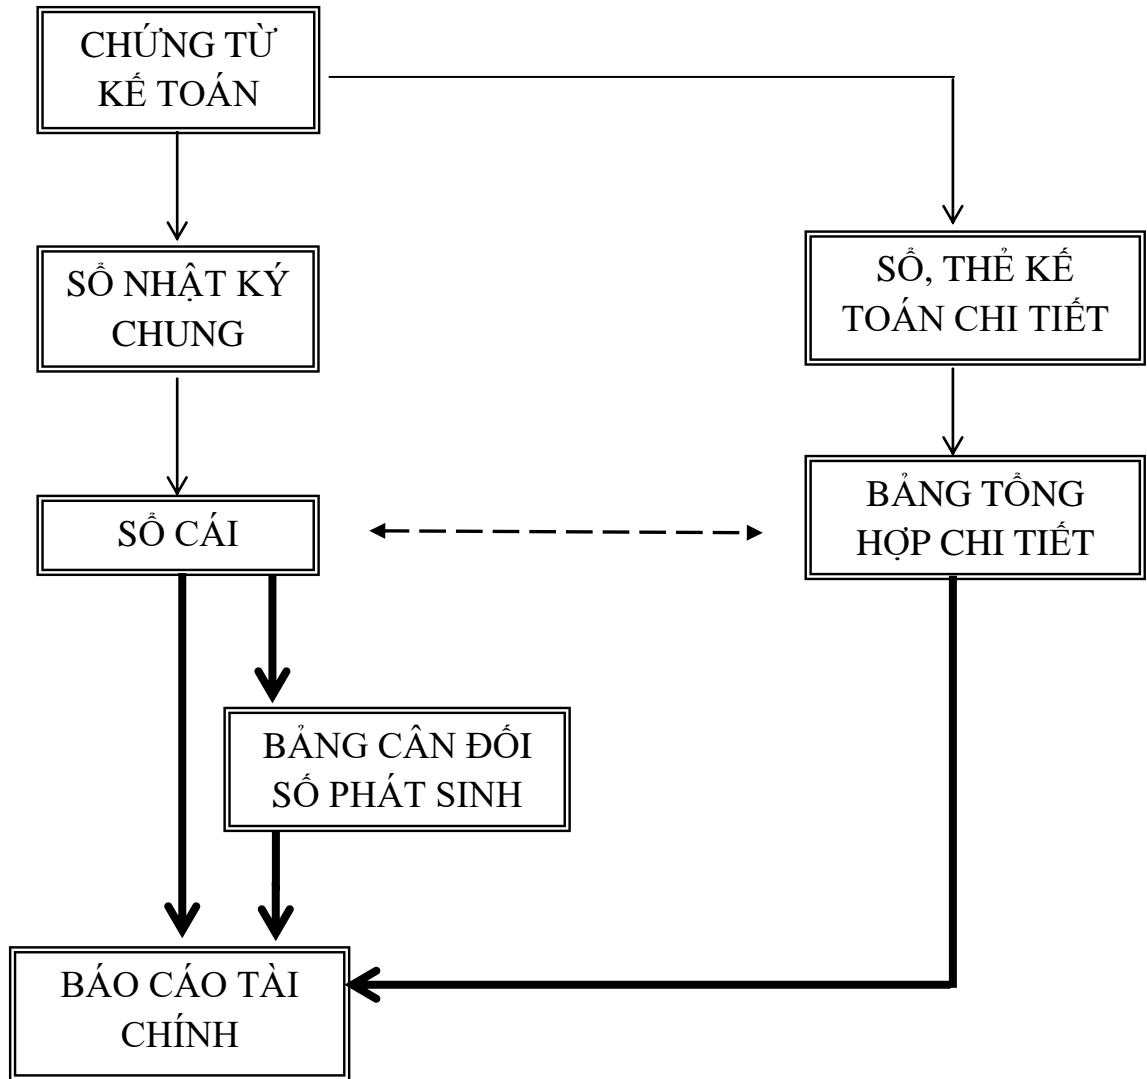 CHỨNG TỪ
KẾ TOÁN
SỔ NHẬT KÝ
CHUNG
SỔ, THẺ KẾ
TOÁN CHI TIẾT
SỔ CÁI
BẢNG TỔNG
HỢP CHI TIẾT
BẢNG CÂN ĐỐI
SỐ PHÁT SINH
BÁO CÁO TÀI
CHÍNH